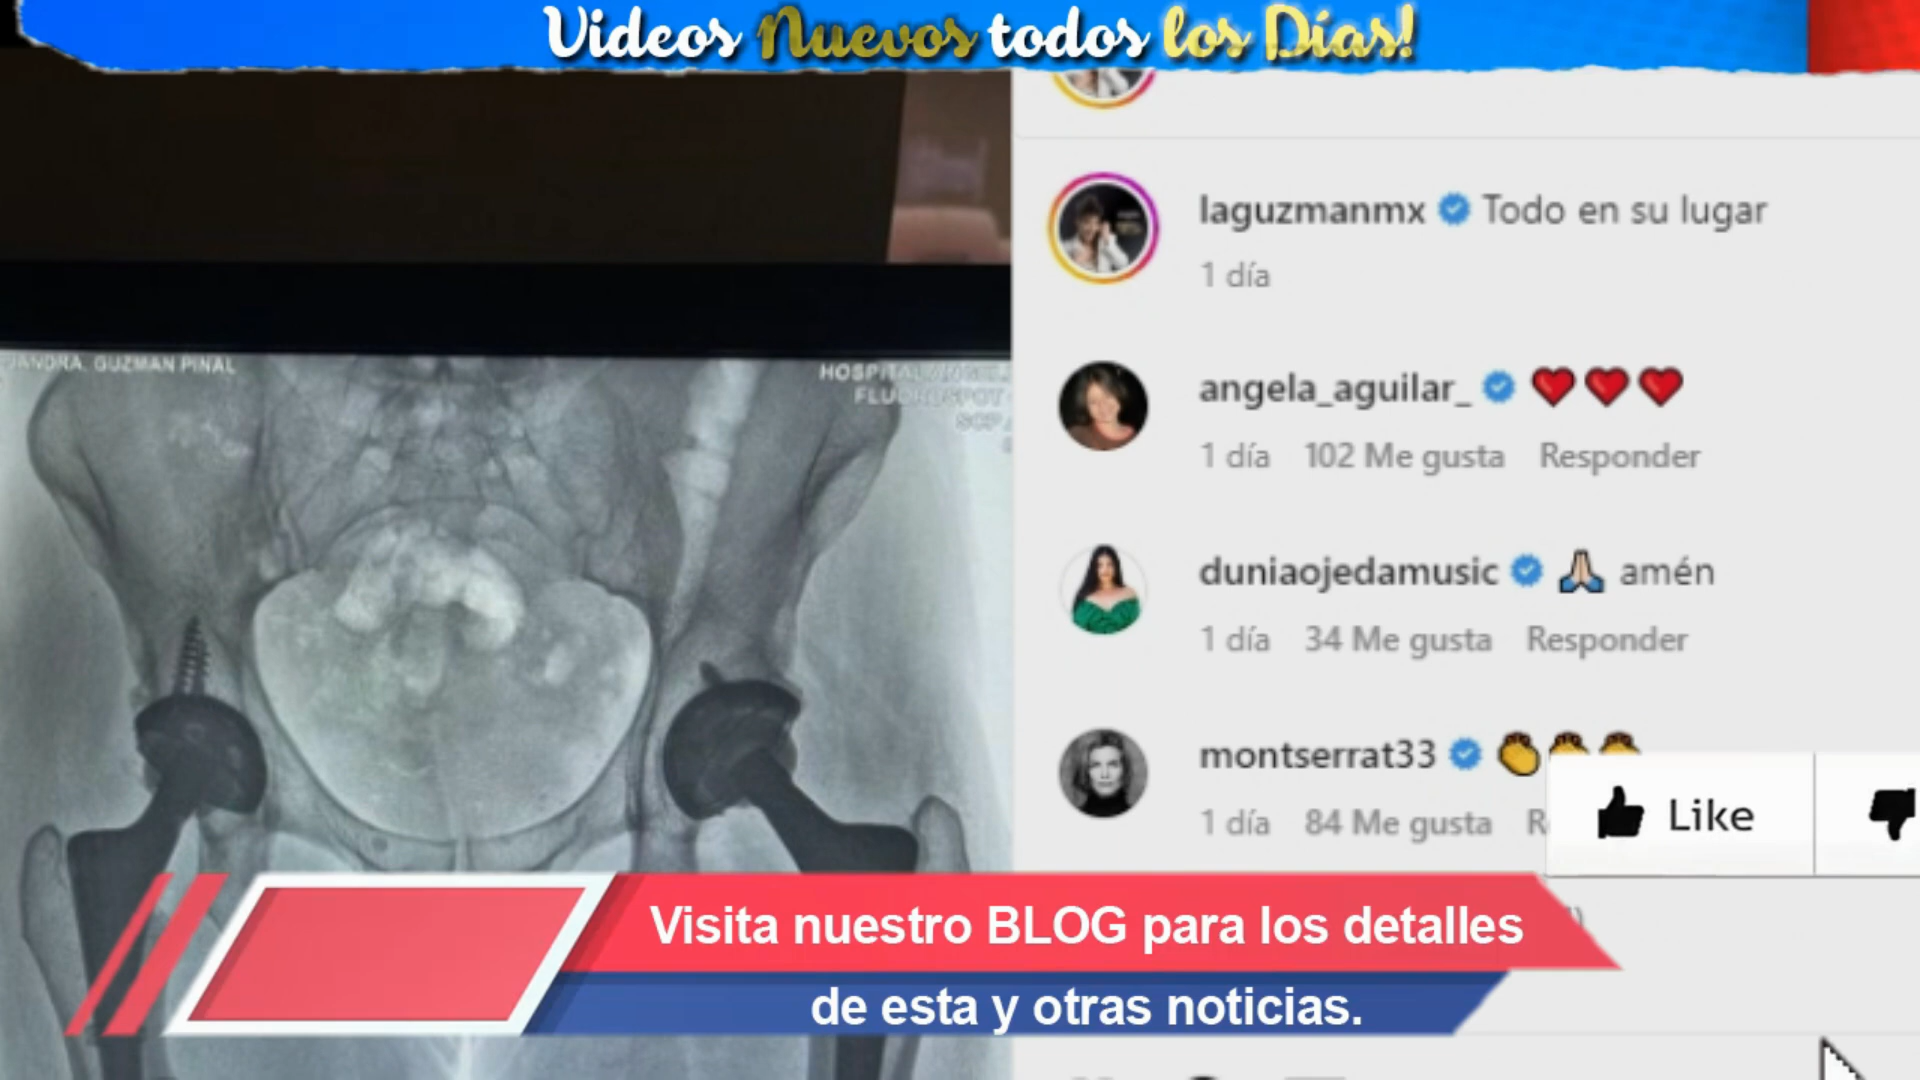 Videos Nuevos todos los Días!
laguzmanmx Todo en su lugar
1 día
JANDRA. GUZMAN PINAL
HOSPITAL
angela_aguilar_
1 día 102 Me gusta Responder
duniaojedamusic amén
1 día 34 Me gusta Responder
montserrat33
1 día 84 Me gusta
Like
Visita nuestro BLOG para los detalles
de esta y otras noticias.